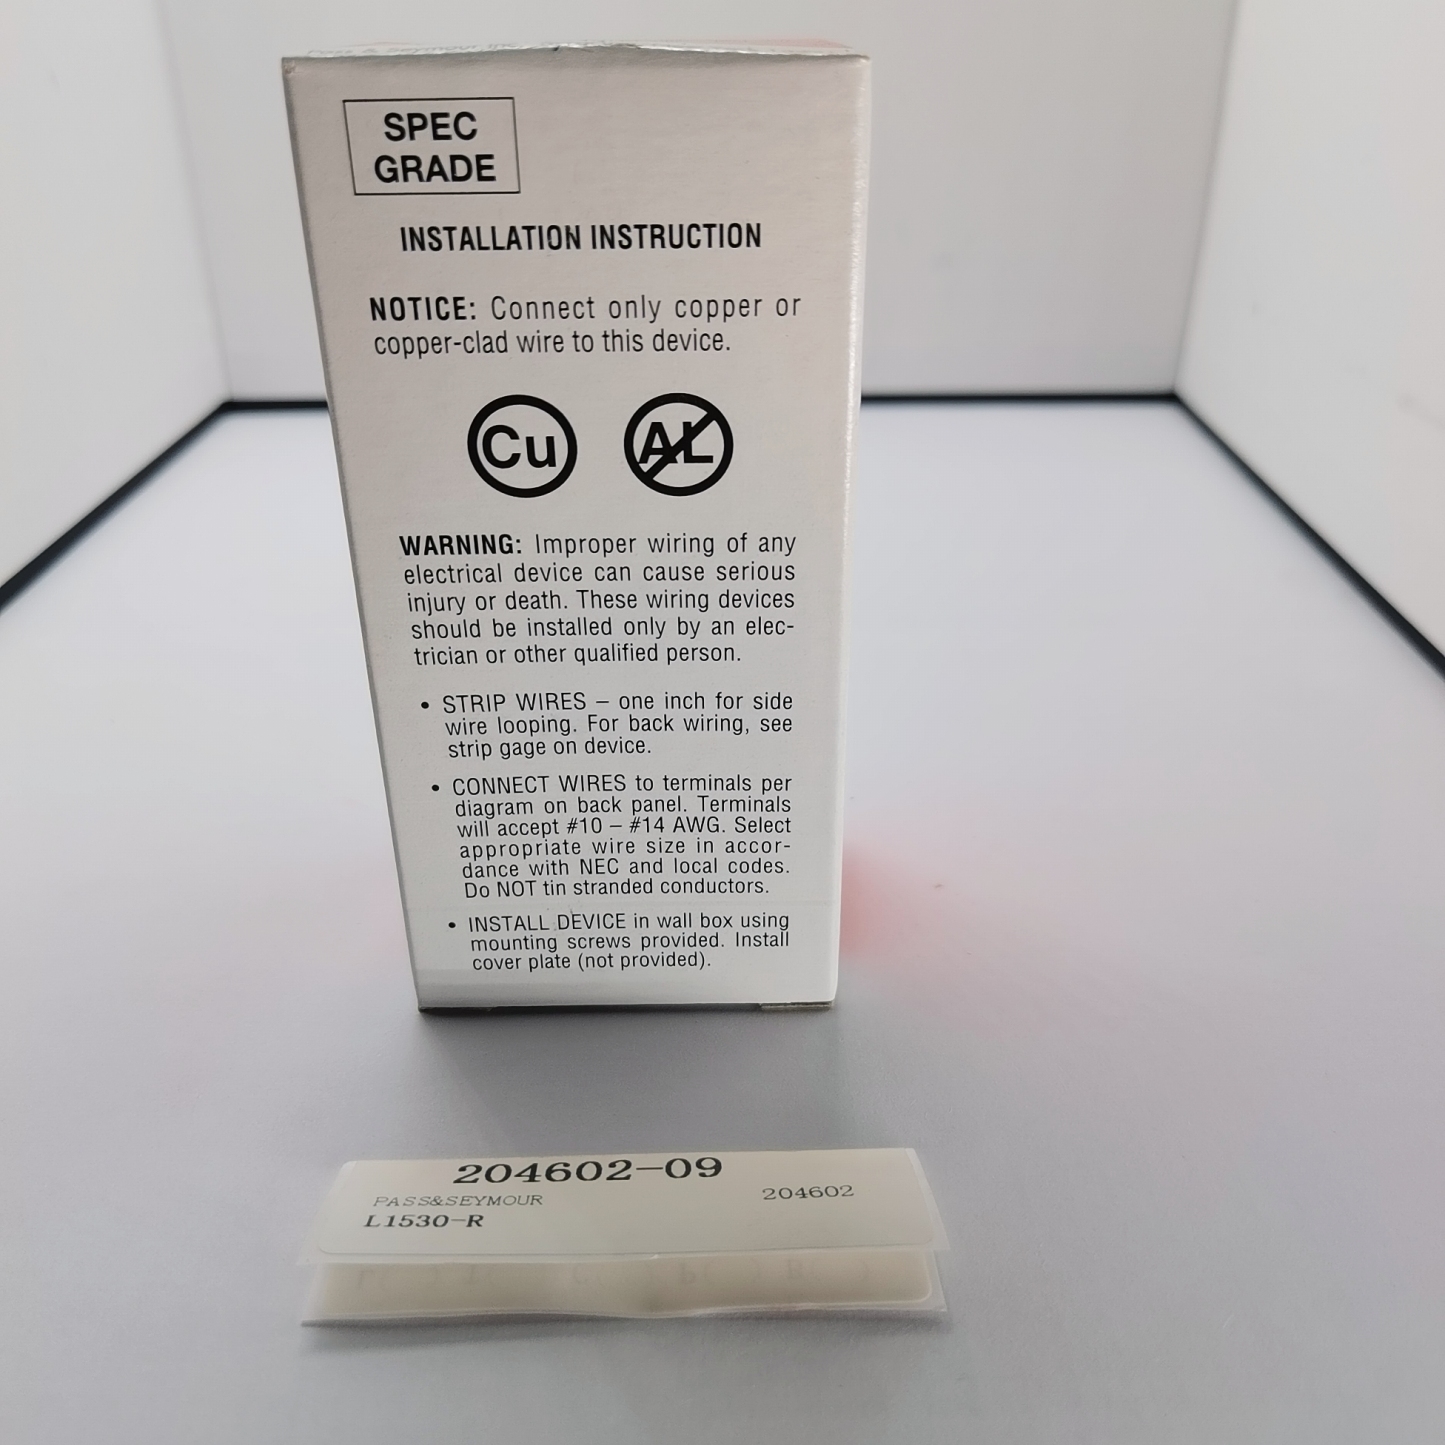 SPEC
GRADE
INSTALLATION INSTRUCTION
NOTICE: Connect only copper or
copper-clad wire to this device.
Cu AL
WARNING: Improper wiring of any
electrical device can cause serious
injury or death. These wiring devices
should be installed only by an elec-
trician or other qualified person.
• STRIP WIRES – one inch for side
wire looping. For back wiring, see
strip gage on device.
• CONNECT WIRES to terminals per
diagram on back panel. Terminals
will accept #10 – #14 AWG. Select
appropriate wire size in accor-
dance with NEC and local codes.
Do NOT tin stranded conductors.
• INSTALL DEVICE in wall box using
mounting screws provided. Install
cover plate (not provided).
204602-09
PASS&SEYMOUR 204602
L1530-R